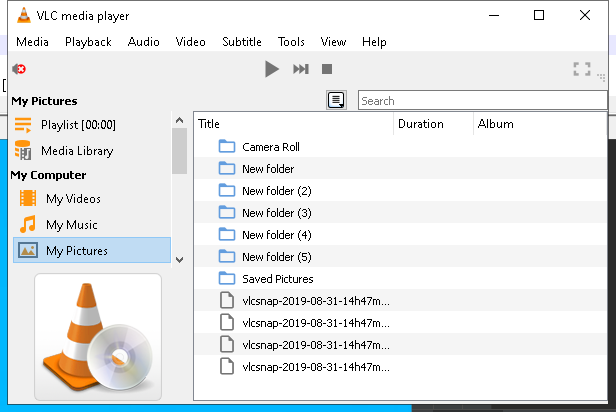 VLC media player
Media Playback Audio Video Subtitle Tools View Help
My Pictures
Search
Playlist [00:00]
Media Library
My Computer
My Videos
My Music
My Pictures
Title Duration Album
Camera Roll
New folder
New folder (2)
New folder (3)
New folder (4)
New folder (5)
Saved Pictures
vlcsnap-2019-08-31-14h47m...
vlcsnap-2019-08-31-14h47m...
vlcsnap-2019-08-31-14h47m...
vlcsnap-2019-08-31-14h47m...